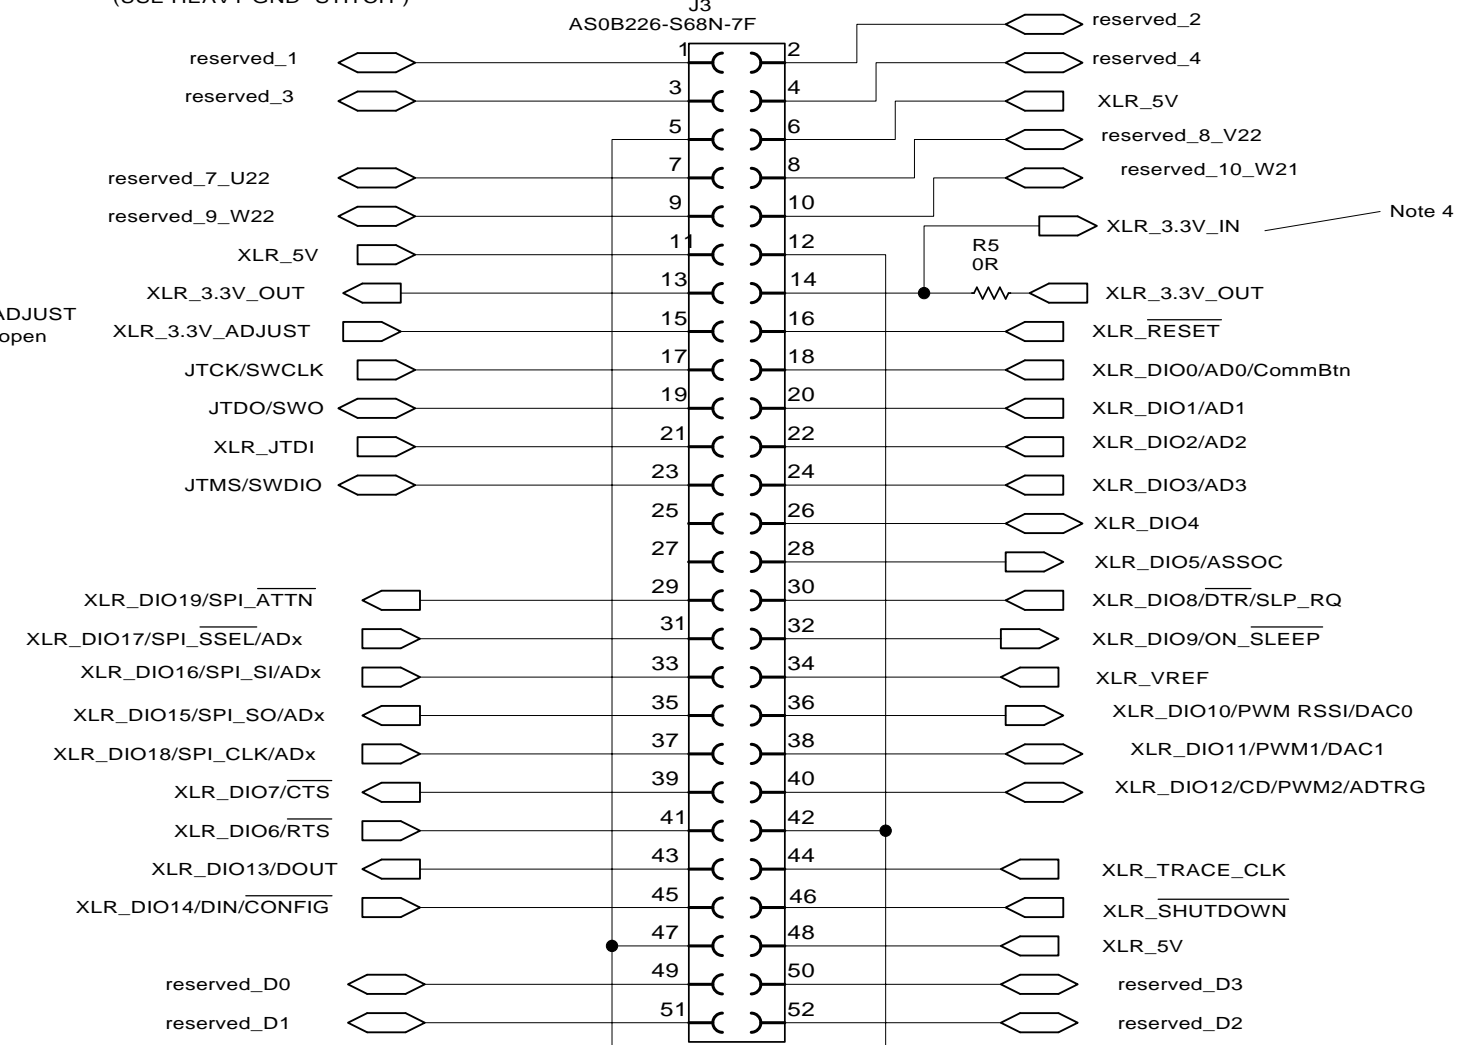 J3
AS0B226-S68N-7F
reserved_1 1 2 reserved_2
reserved_3 3 4 reserved_4
5 6 XLR_5V
reserved_7_U22 7 8 reserved_8_V22
reserved_9_W22 9 10 reserved_10_W21
XLR_5V 11 12 XLR_3.3V_IN Note 4
R5
0R
XLR_3.3V_OUT 13 14 XLR_3.3V_OUT
ADJUST
open
XLR_3.3V_ADJUST 15 16 XLR_RESET
JTCK/SWCLK 17 18 XLR_DIO0/AD0/CommBtn
JTDO/SWO 19 20 XLR_DIO1/AD1
XLR_JTDI 21 22 XLR_DIO2/AD2
JTMS/SWDIO 23 24 XLR_DIO3/AD3
25 26 XLR_DIO4
27 28 XLR_DIO5/ASSOC
XLR_DIO19/SPI_ATTN 29 30 XLR_DIO8/DTR/SLP_RQ
XLR_DIO17/SPI_SSEL/ADx 31 32 XLR_DIO9/ON_SLEEP
XLR_DIO16/SPI_SI/ADx 33 34 XLR_VREF
XLR_DIO15/SPI_SO/ADx 35 36 XLR_DIO10/PWM RSSI/DAC0
XLR_DIO18/SPI_CLK/ADx 37 38 XLR_DIO11/PWM1/DAC1
XLR_DIO7/CTS 39 40 XLR_DIO12/CD/PWM2/ADTRG
XLR_DIO6/RTS 41 42
XLR_DIO13/DOUT 43 44 XLR_TRACE_CLK
XLR_DIO14/DIN/CONFIG 45 46 XLR_SHUTDOWN
47 48 XLR_5V
reserved_D0 49 50 reserved_D3
reserved_D1 51 52 reserved_D2